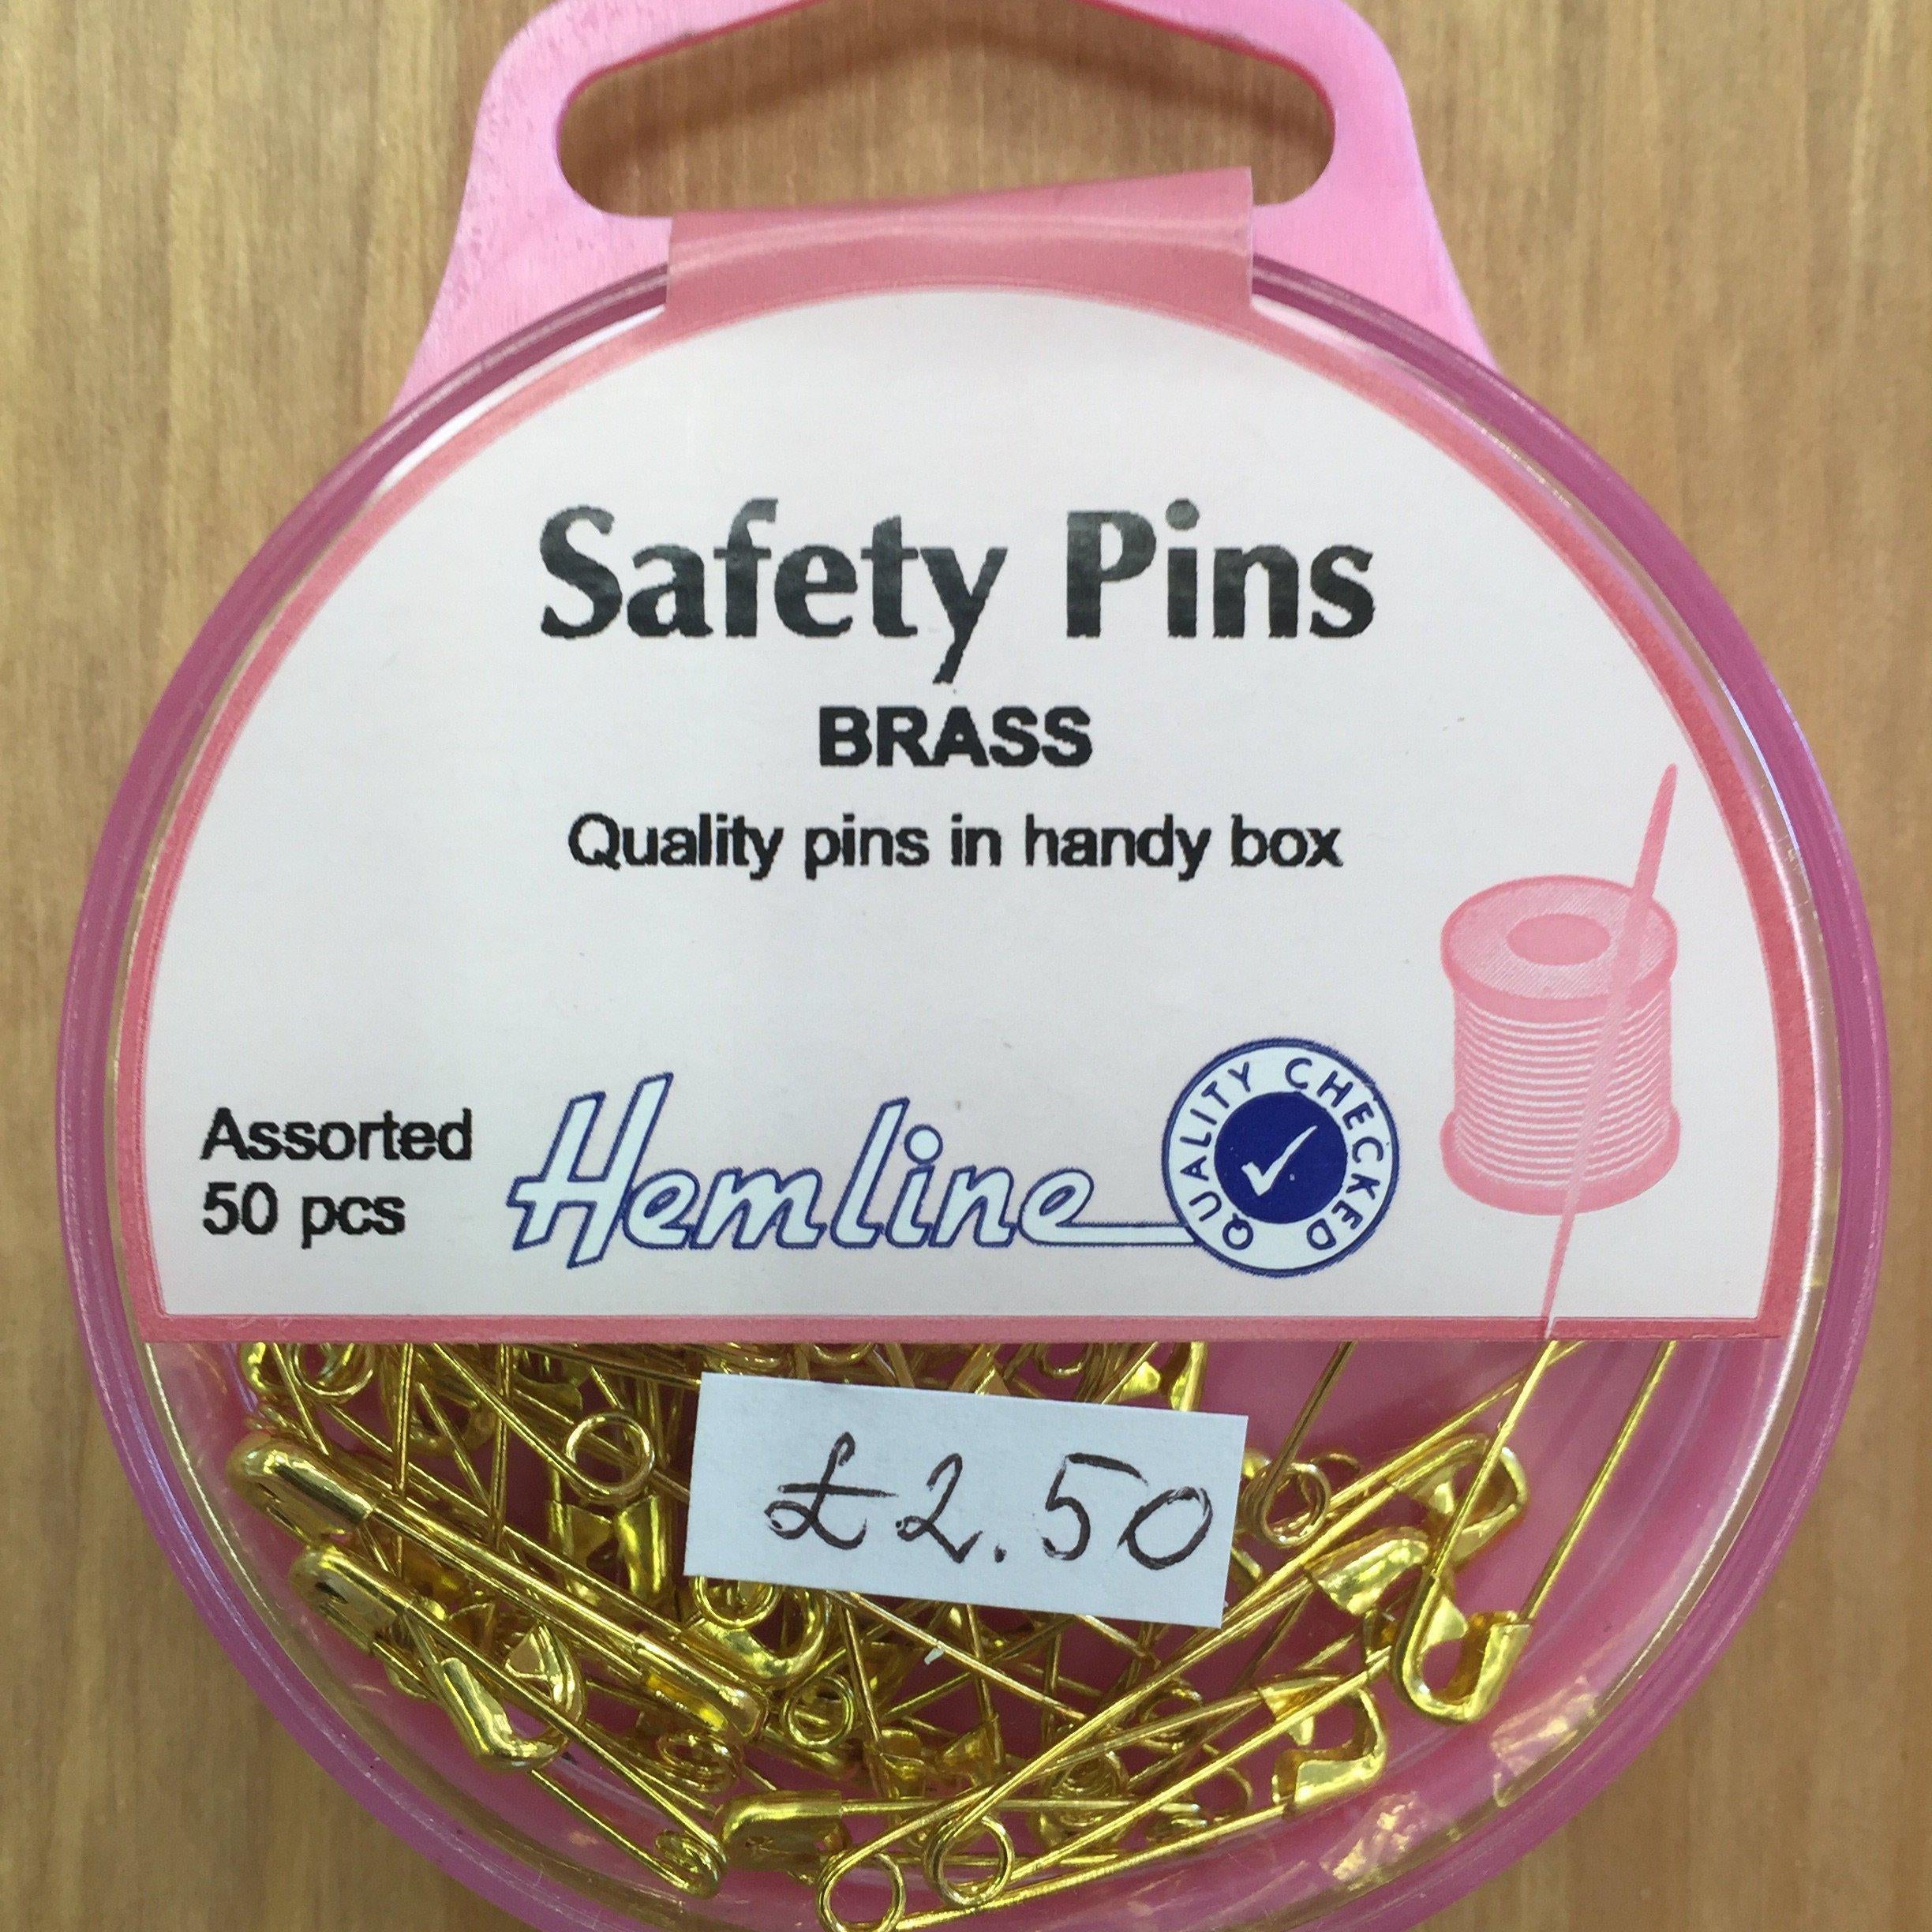 Safety Pins
BRASS
Quality pins in handy box
Assorted
50 pcs
Hemline
QUALITY CHECKED
£2.50